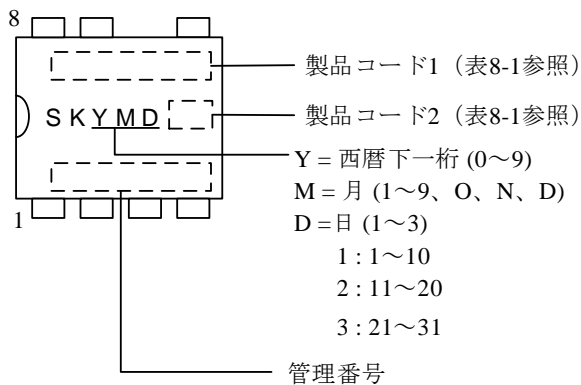 8
製品コード1（表8-1参照）
SKYMD
製品コード2（表8-1参照）
Y = 西暦下一桁 (0～9)
M = 月 (1～9、O、N、D)
D =日 (1～3)
1 : 1～10
2 : 11～20
3 : 21～31
1
管理番号